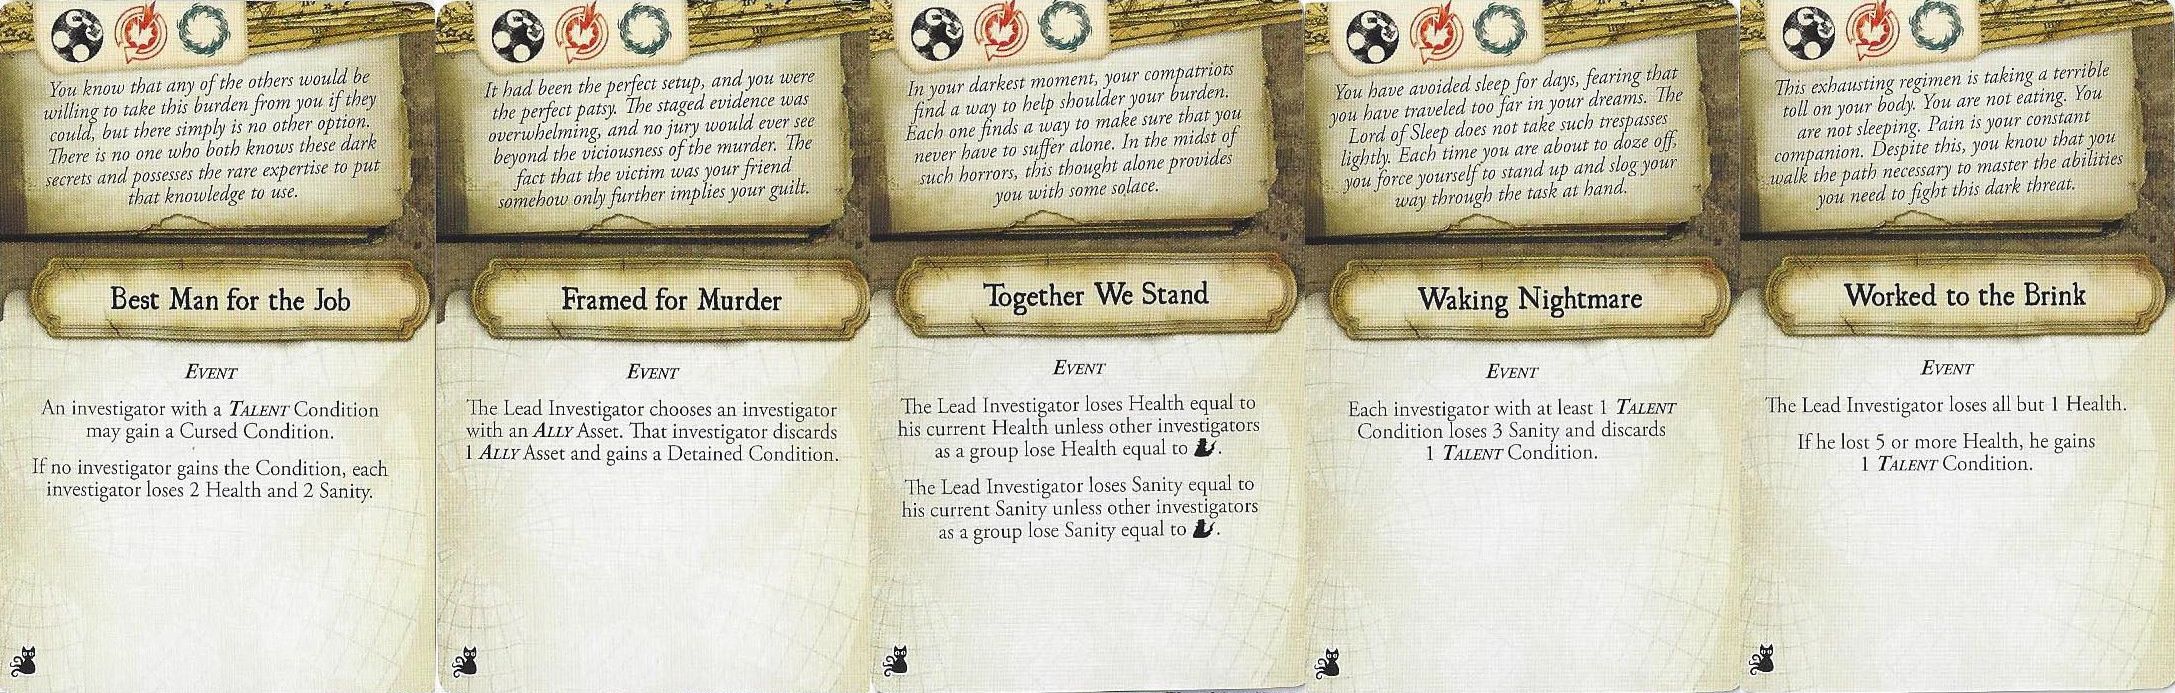 You know that any of the others would be
willing to take this burden from you if they
could, but there simply is no other option.
There is no one who both knows these dark
secrets and possesses the rare expertise to put
that knowledge to use.
Best Man for the Job
EVENT
An investigator with a TALENT Condition
may gain a Cursed Condition.
If no investigator gains the Condition, each
investigator loses 2 Health and 2 Sanity.
It had been the perfect setup, and you were
the perfect patsy. The staged evidence was
overwhelming, and no jury would ever see
beyond the viciousness of the murder. The
fact that the victim was your friend
somehow only further implies your guilt.
Framed for Murder
EVENT
The Lead Investigator chooses an investigator
with an ALLY Asset. That investigator discards
1 ALLY Asset and gains a Detained Condition.
In your darkest moment, your compatriots
find a way to help shoulder your burden.
Each one finds a way to make sure that you
never have to suffer alone. In the midst of
such horrors, this thought alone provides
you with some solace.
Together We Stand
EVENT
The Lead Investigator loses Health equal to
his current Health unless other investigators
as a group lose Health equal to .
The Lead Investigator loses Sanity equal to
his current Sanity unless other investigators
as a group lose Sanity equal to .
You have avoided sleep for days, fearing that
you have traveled too far in your dreams. The
Lord of Sleep does not take such trespasses
lightly. Each time you are about to doze off,
you force yourself to stand up and slog your
way through the task at hand.
Waking Nightmare
EVENT
Each investigator with at least 1 TALENT
Condition loses 3 Sanity and discards
1 TALENT Condition.
This exhausting regimen is taking a terrible
toll on your body. You are not eating. You
are not sleeping. Pain is your constant
companion. Despite this, you know that you
walk the path necessary to master the abilities
you need to fight this dark threat.
Worked to the Brink
EVENT
The Lead Investigator loses all but 1 Health.
If he lost 5 or more Health, he gains
1 TALENT Condition.